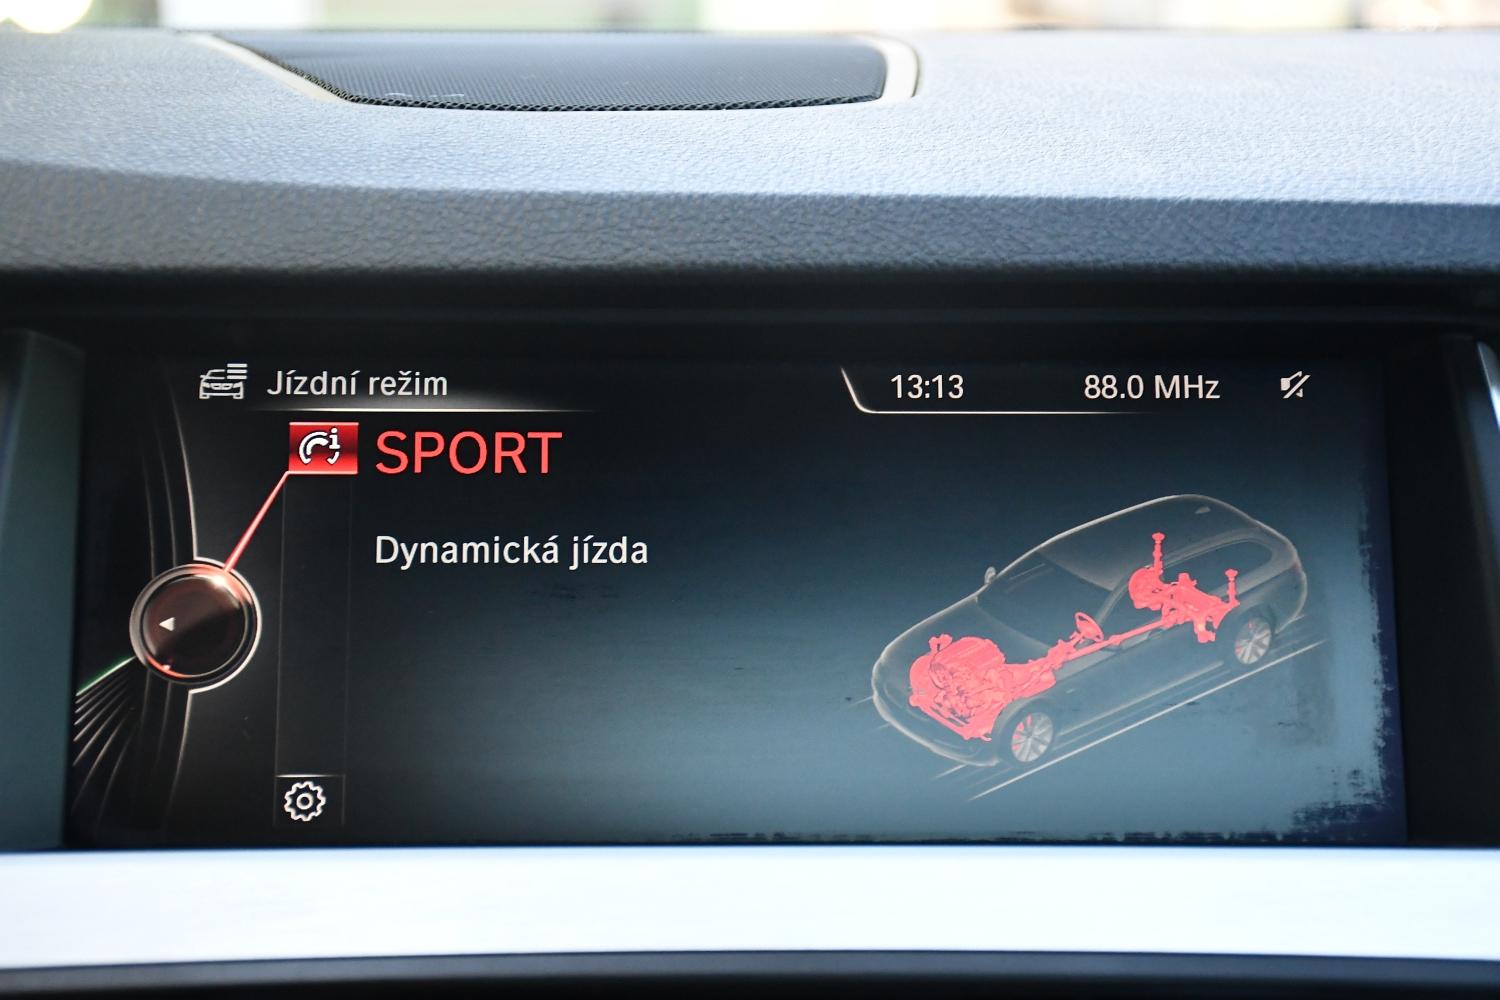 Jízdní režim
13:13 88.0 MHz
SPORT
Dynamická jízda